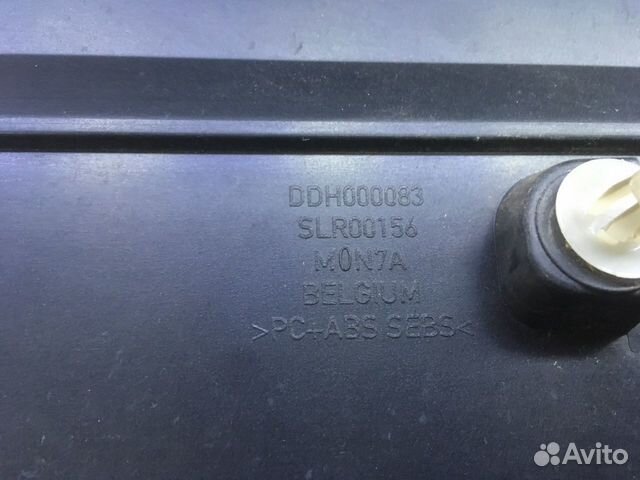 DDH000083
SLR00156
M0N7A
BELGIUM
>PC+ABS SEBS<
Avito